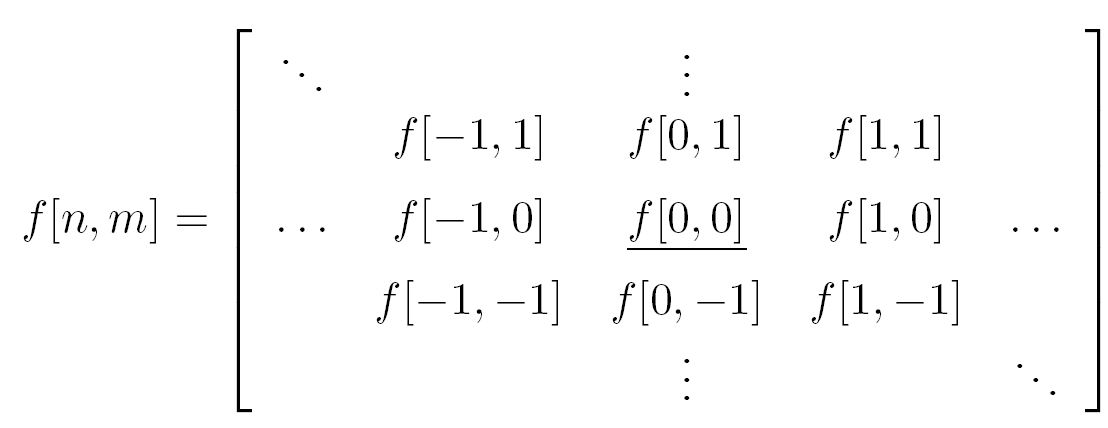 ⋱ ⋮
f[−1, 1] f[0, 1] f[1, 1]
f[n, m] = … f[−1, 0] f[0, 0] f[1, 0] …
f[−1, −1] f[0, −1] f[1, −1]
⋮ ⋱